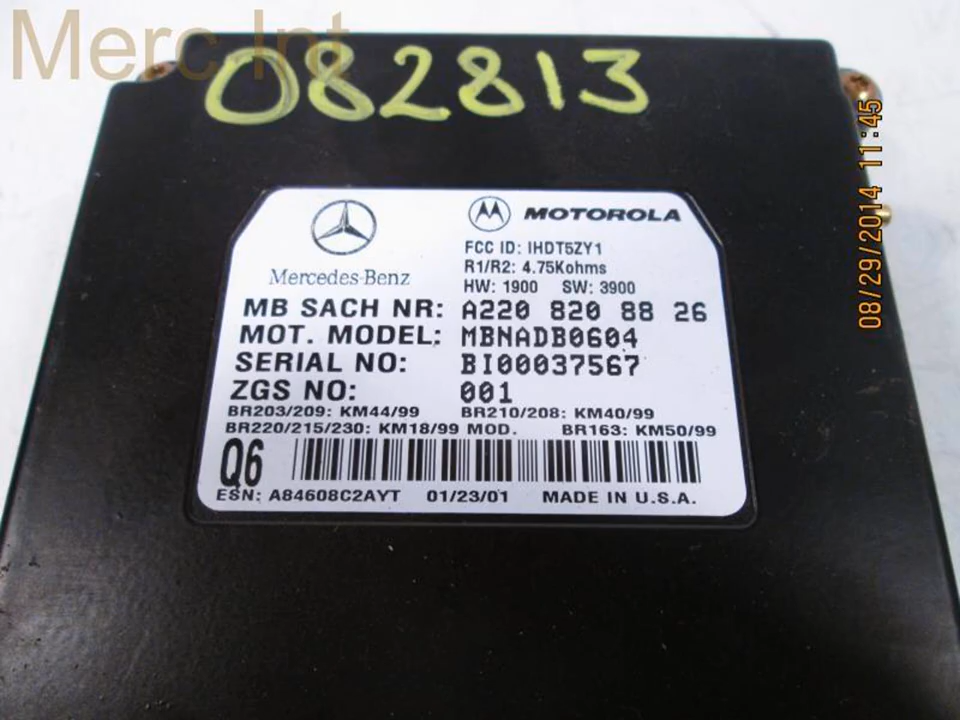 Merc Int
082813
08/29/2014 11:45
MOTOROLA
Mercedes-Benz
FCC ID: IHDT5ZY1
R1/R2: 4.75Kohms
HW: 1900 SW: 3900
MB SACH NR: A220 820 88 26
MOT. MODEL: MBNADB0604
SERIAL NO: BI00037567
ZGS NO: 001
BR203/209: KM44/99 BR210/208: KM40/99
BR220/215/230: KM18/99 MOD. BR163: KM50/99
Q6
ESN: A84608C2AYT 01/23/01 MADE IN U.S.A.